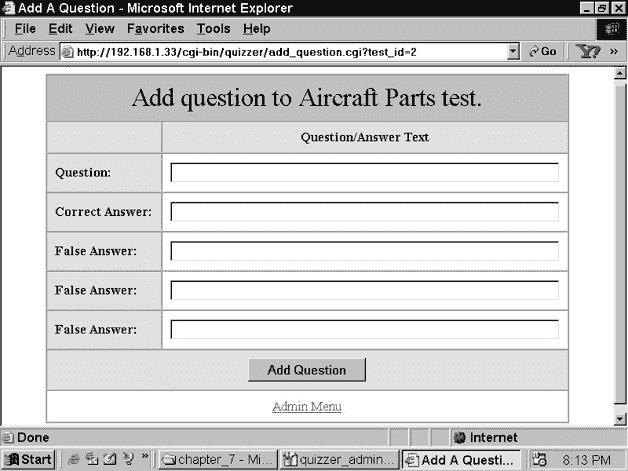 Add A Question - Microsoft Internet Explorer
File Edit View Favorites Tools Help
Address http://192.168.1.33/cgi-bin/quizzer/add_question.cgi?test_id=2 Go Y! »
Add question to Aircraft Parts test.
Question/Answer Text
Question:
Correct Answer:
False Answer:
False Answer:
False Answer:
Add Question
Admin Menu
Done Internet
Start » chapter_7 - Mi... quizzer_admin... Add A Questi... 8:13 PM